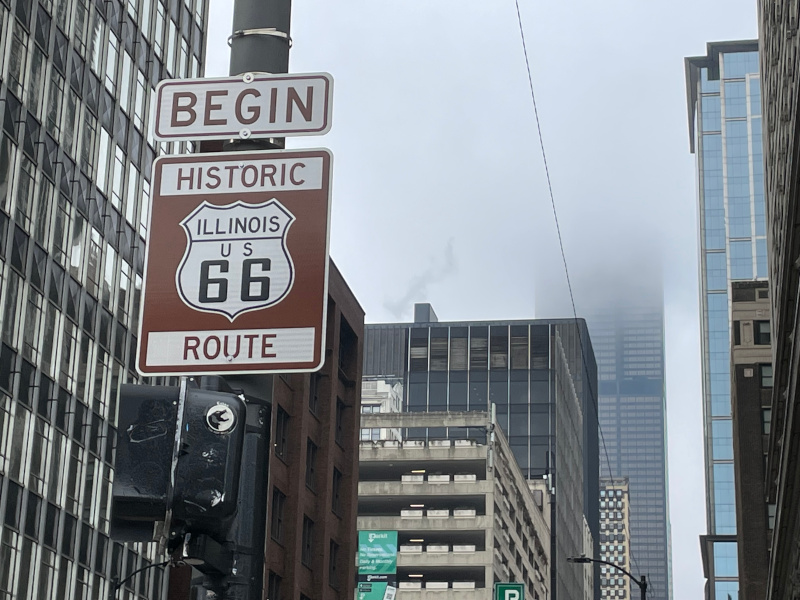 BEGIN
HISTORIC
ILLINOIS
US
66
ROUTE
P